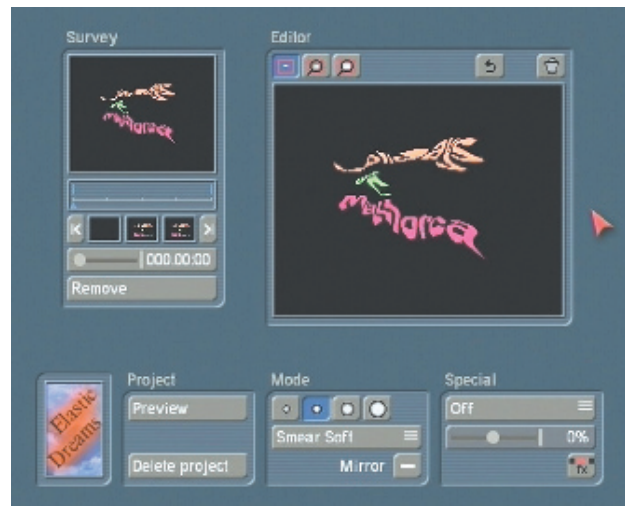 Survey
Editor
Mallorca
Mallorca
000.00:00
Remove
Project
Mode
Special
Elastic
Dreams
Preview
Off
Smear Soft
0%
Delete project
Mirror
fx